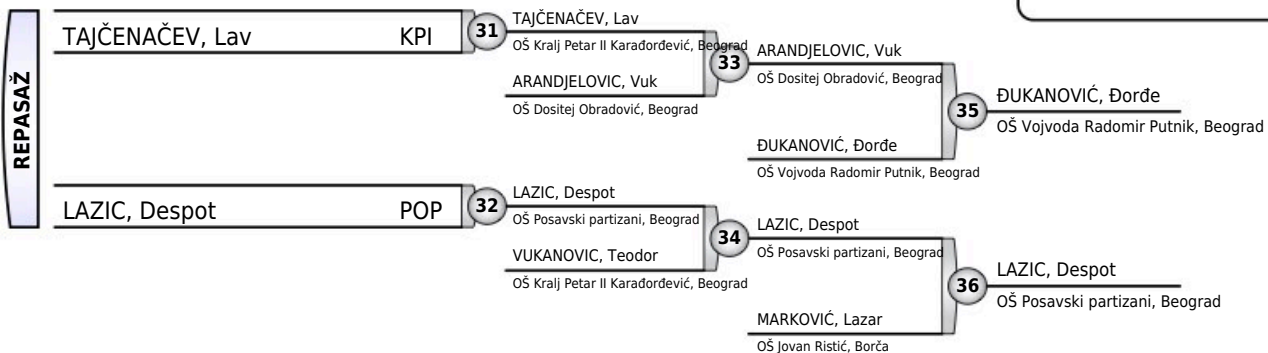 REPASAŽ
TAJČENAČEV, Lav KPI
31
TAJČENAČEV, Lav
OŠ Kralj Petar II Karađorđević, Beograd
ARANDJELOVIC, Vuk
OŠ Dositej Obradović, Beograd
33
ARANDJELOVIC, Vuk
OŠ Dositej Obradović, Beograd
ĐUKANOVIĆ, Đorđe
OŠ Vojvoda Radomir Putnik, Beograd
35
ĐUKANOVIĆ, Đorđe
OŠ Vojvoda Radomir Putnik, Beograd
LAZIC, Despot POP
32
LAZIC, Despot
OŠ Posavski partizani, Beograd
VUKANOVIC, Teodor
OŠ Kralj Petar II Karađorđević, Beograd
34
LAZIC, Despot
OŠ Posavski partizani, Beograd
MARKOVIĆ, Lazar
OŠ Jovan Ristić, Borča
36
LAZIC, Despot
OŠ Posavski partizani, Beograd